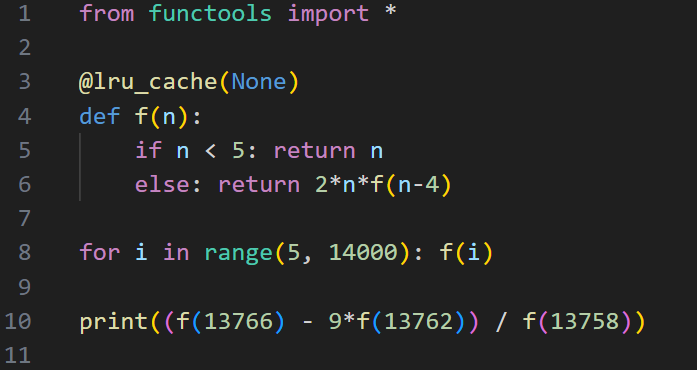 1 from functools import *
2
3 @lru_cache(None)
4 def f(n):
5     if n < 5: return n
6     else: return 2*n*f(n-4)
7
8 for i in range(5, 14000): f(i)
9
10 print((f(13766) - 9*f(13762)) / f(13758))
11